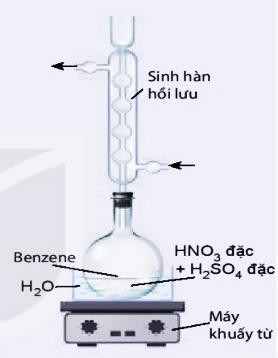 Sinh hàn
hồi lưu
Benzene
HNO₃ đặc
+ H₂SO₄ đặc
H₂O
Máy
khuấy từ